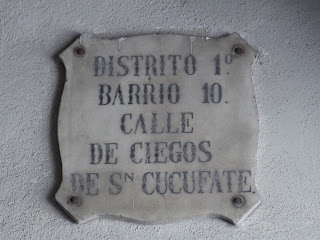 DISTRITO 1º
BARRIO 10.
CALLE
DE CIEGOS
DE Sᴺ CUCUFATE.